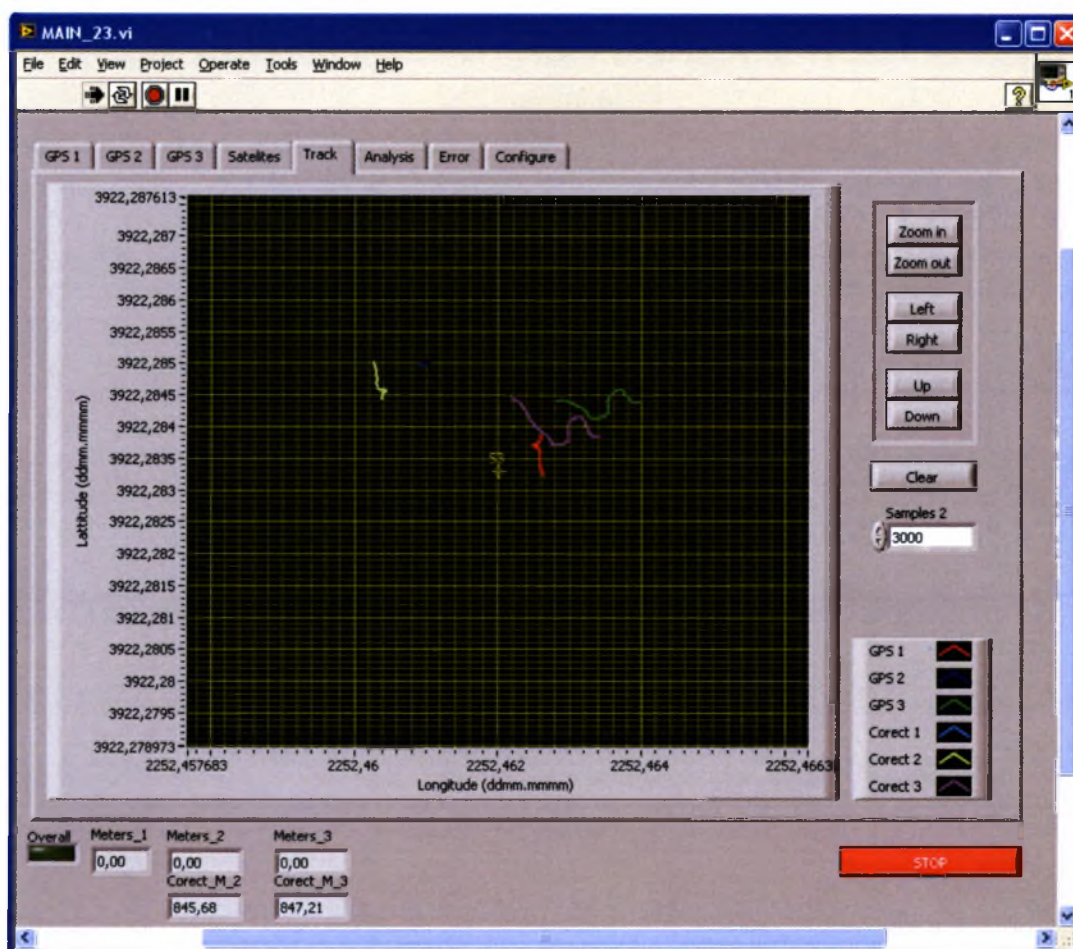 MAIN_23.vi
File Edit View Project Operate Tools Window Help
GPS 1 GPS 2 GPS 3 Satelites Track Analysis Error Configure
3922,287613
3922,287
3922,2865
3922,286
3922,2855
3922,285
3922,2845
3922,284
3922,2835
3922,283
3922,2825
3922,282
3922,2815
3922,281
3922,2805
3922,28
3922,2795
3922,278973
Lattitude (ddmm.mmmm)
2252,457683 2252,46 2252,462 2252,464 2252,4663
Longitude (ddmm.mmmm)
Zoom in
Zoom out
Left
Right
Up
Down
Clear
Samples 2
3000
GPS 1
GPS 2
GPS 3
Corect 1
Corect 2
Corect 3
Overall Meters_1 Meters_2 Meters_3
0,00 0,00 0,00
Corect_M_2 Corect_M_3
845,68 847,21
STOP